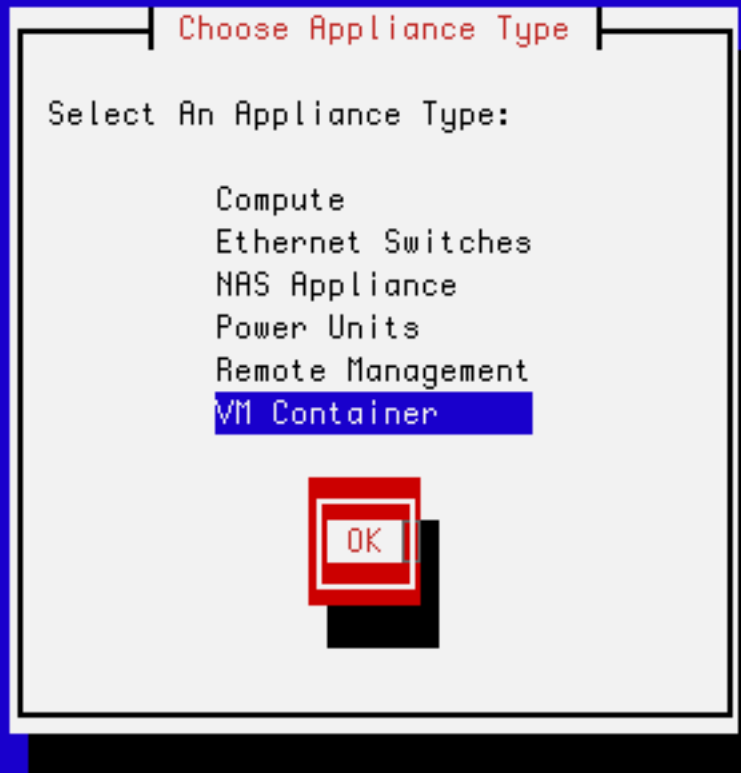 Choose Appliance Type
Select An Appliance Type:
Compute
Ethernet Switches
NAS Appliance
Power Units
Remote Management
VM Container
OK